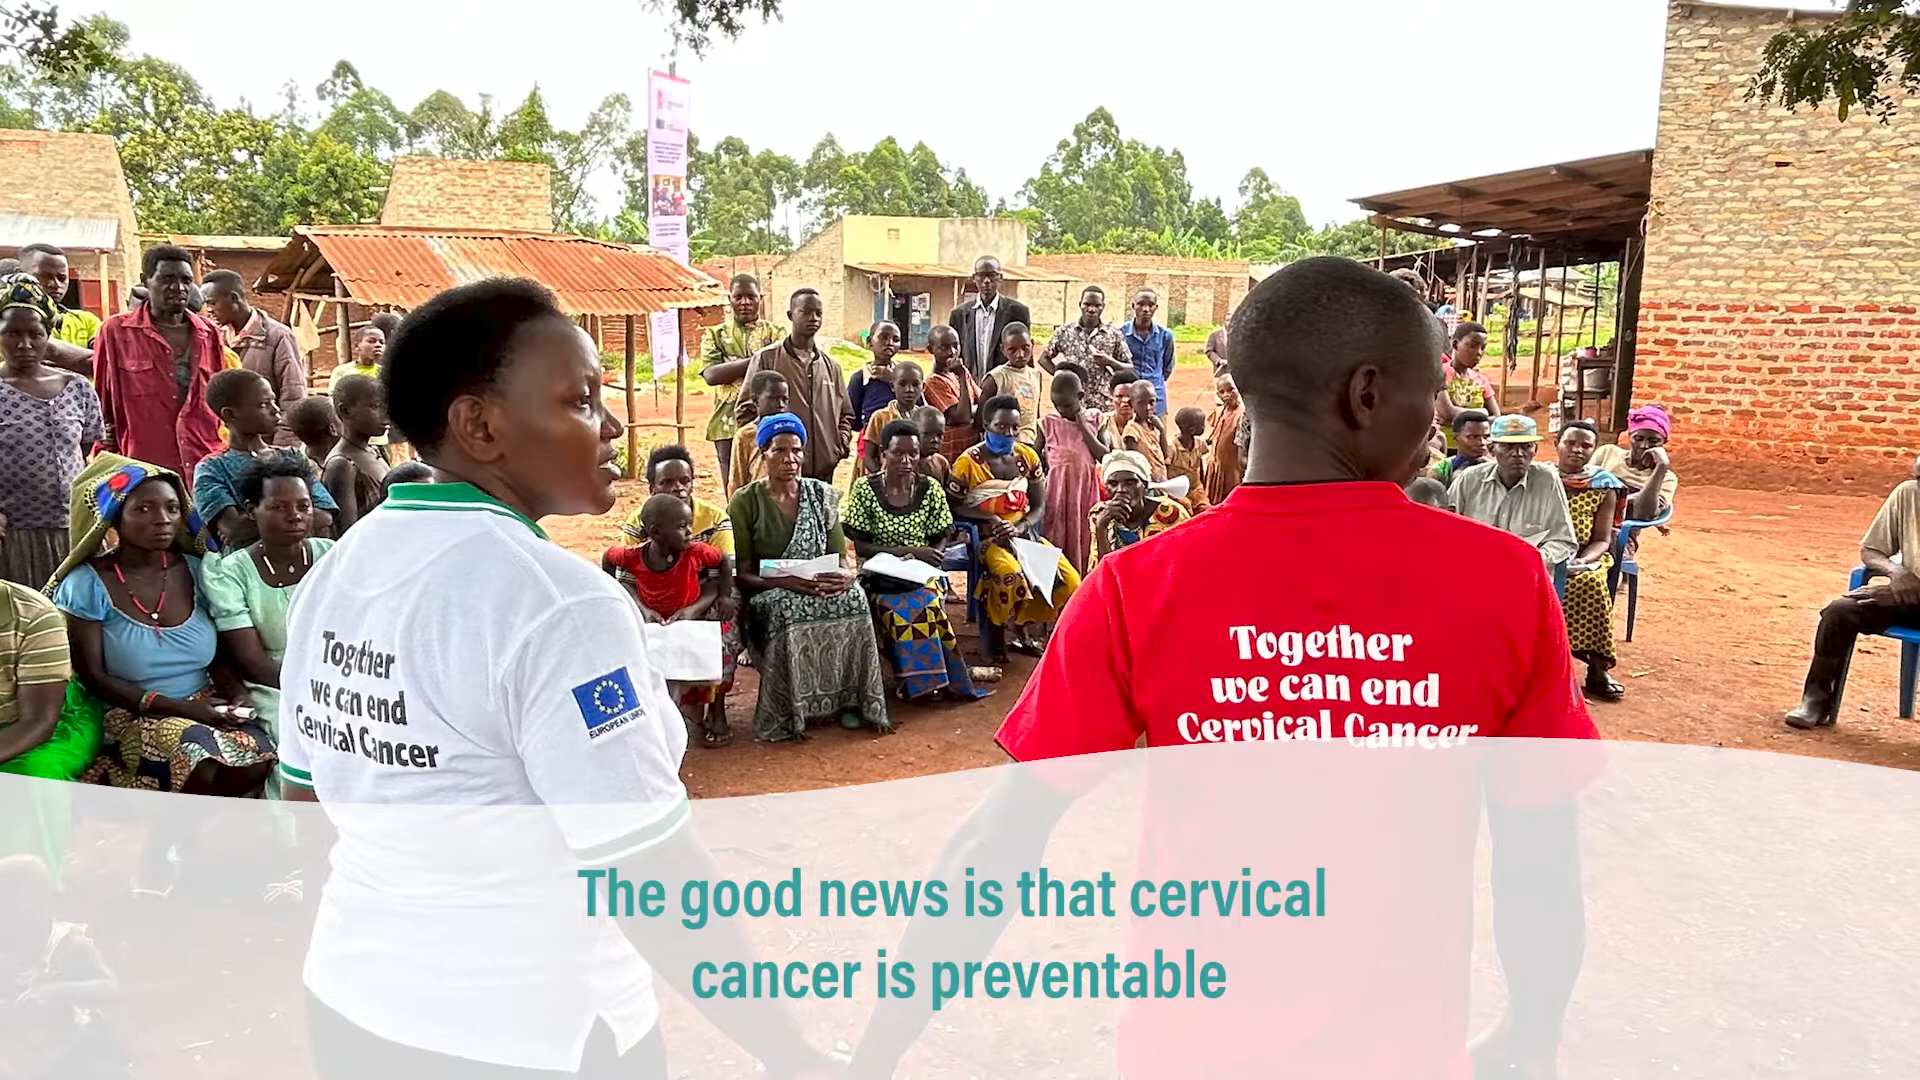 Together
we can end
Cervical Cancer
EUROPEAN UNION
Together
we can end
Cervical Cancer
The good news is that cervical
cancer is preventable